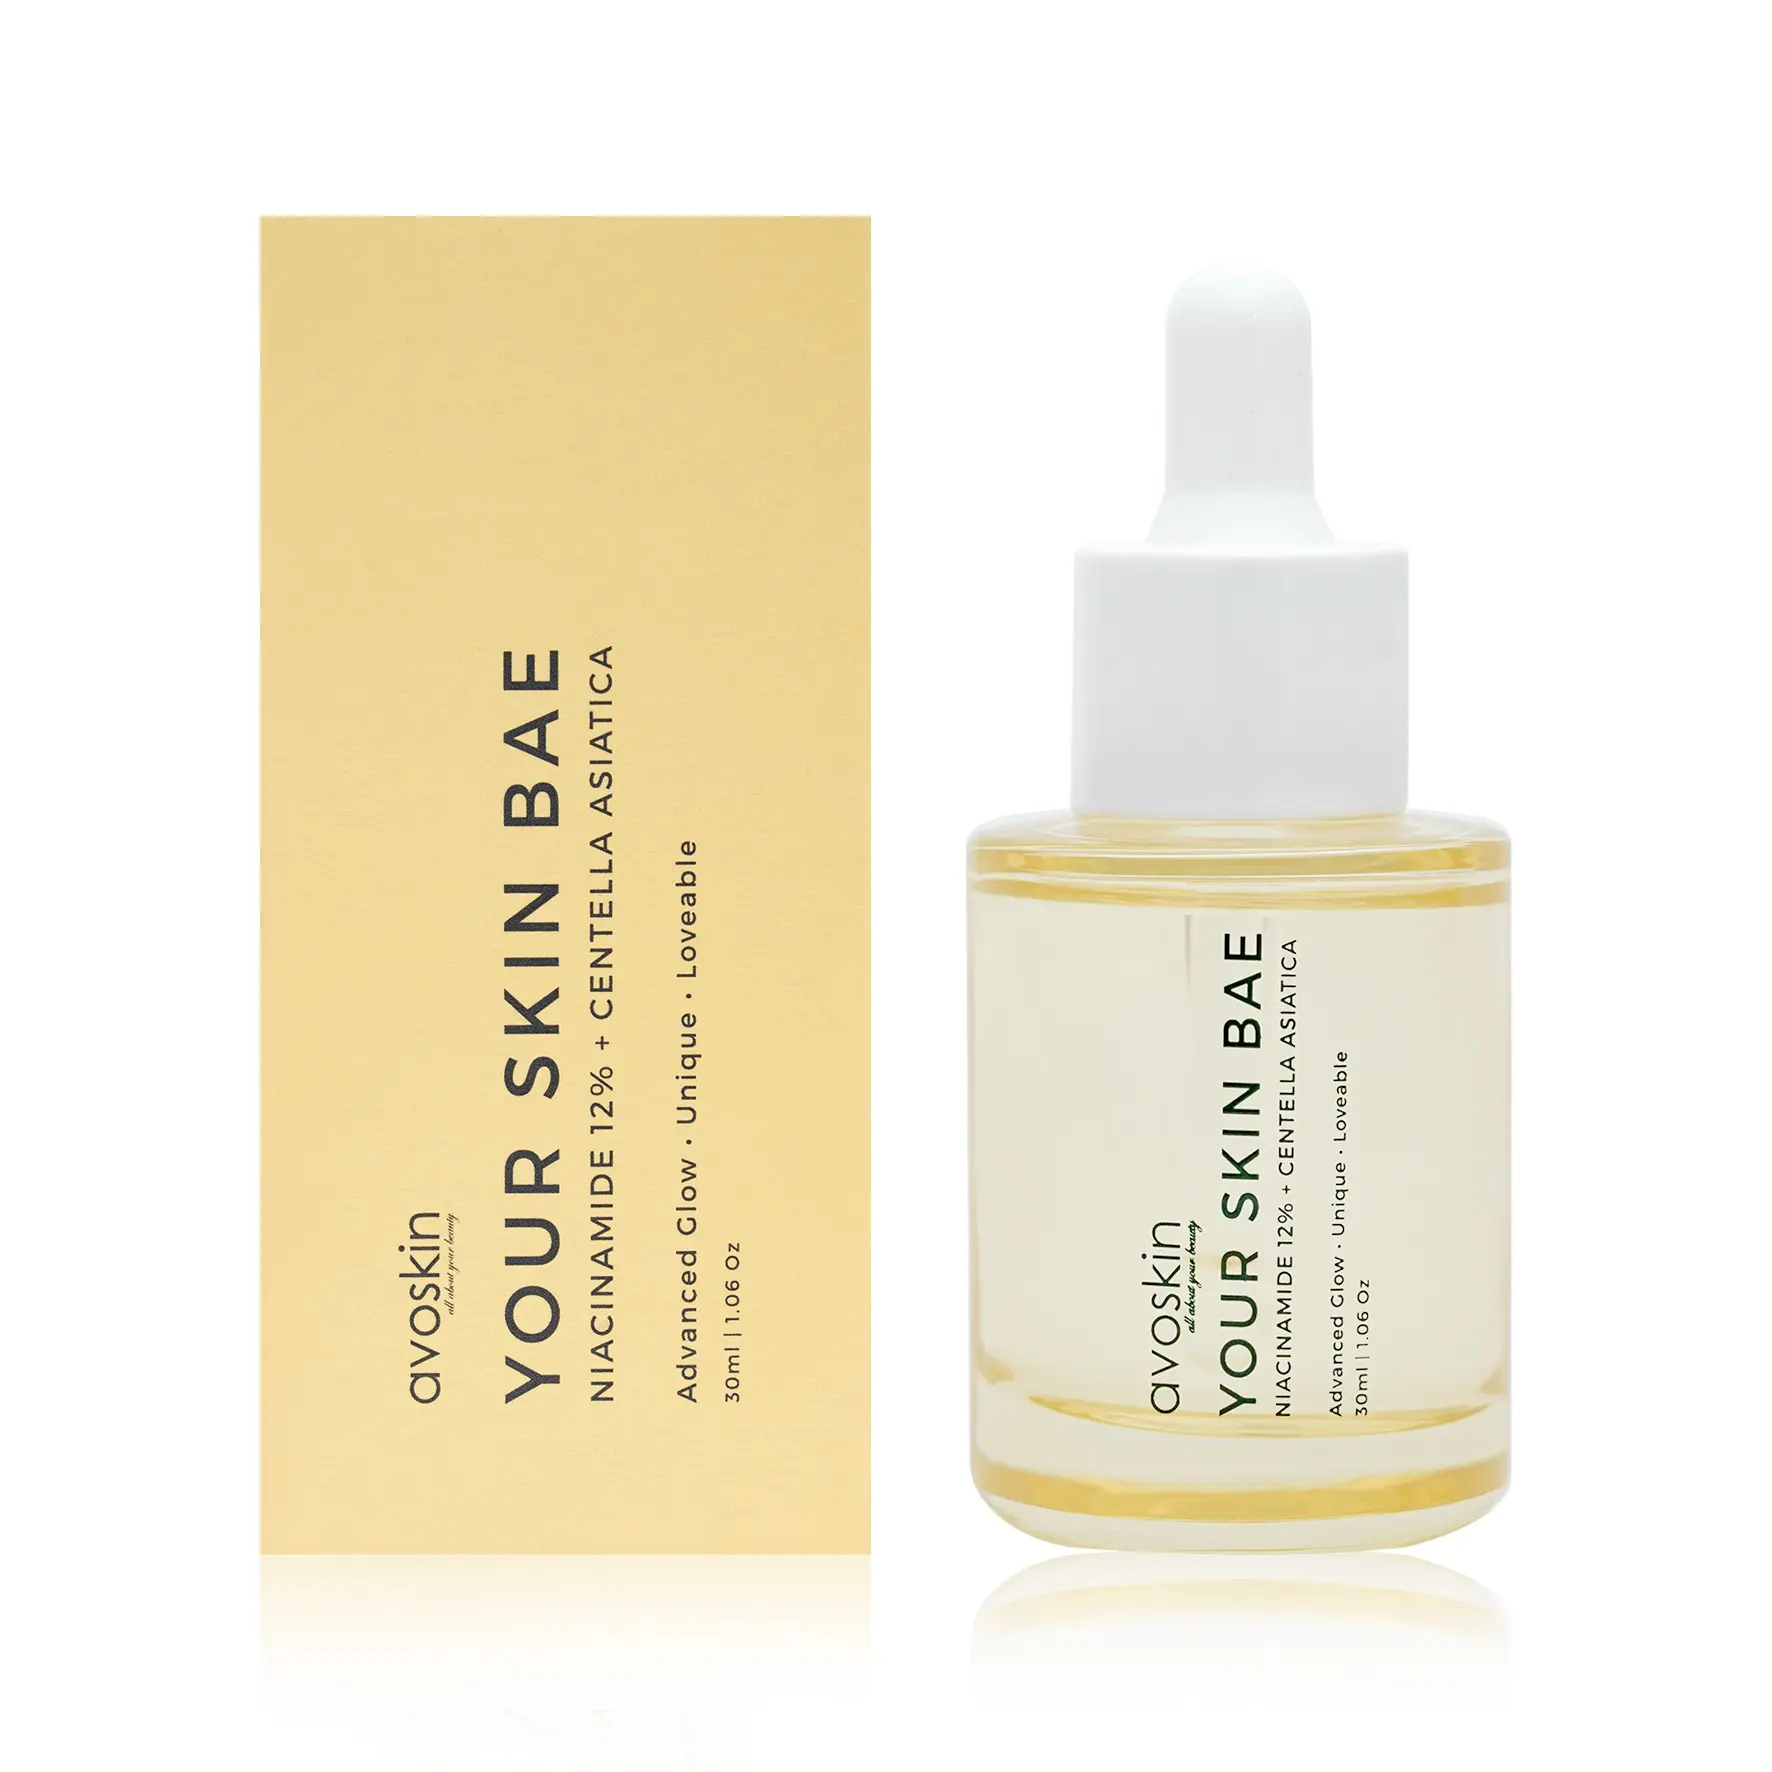 avoskin
all about your beauty
YOUR SKIN BAE
NIACINAMIDE 12% + CENTELLA ASIATICA
Advanced Glow · Unique · Loveable
30ml | 1.06 Oz
avoskin
all about your beauty
YOUR SKIN BAE
NIACINAMIDE 12% + CENTELLA ASIATICA
Advanced Glow · Unique · Loveable
30ml | 1.06 Oz